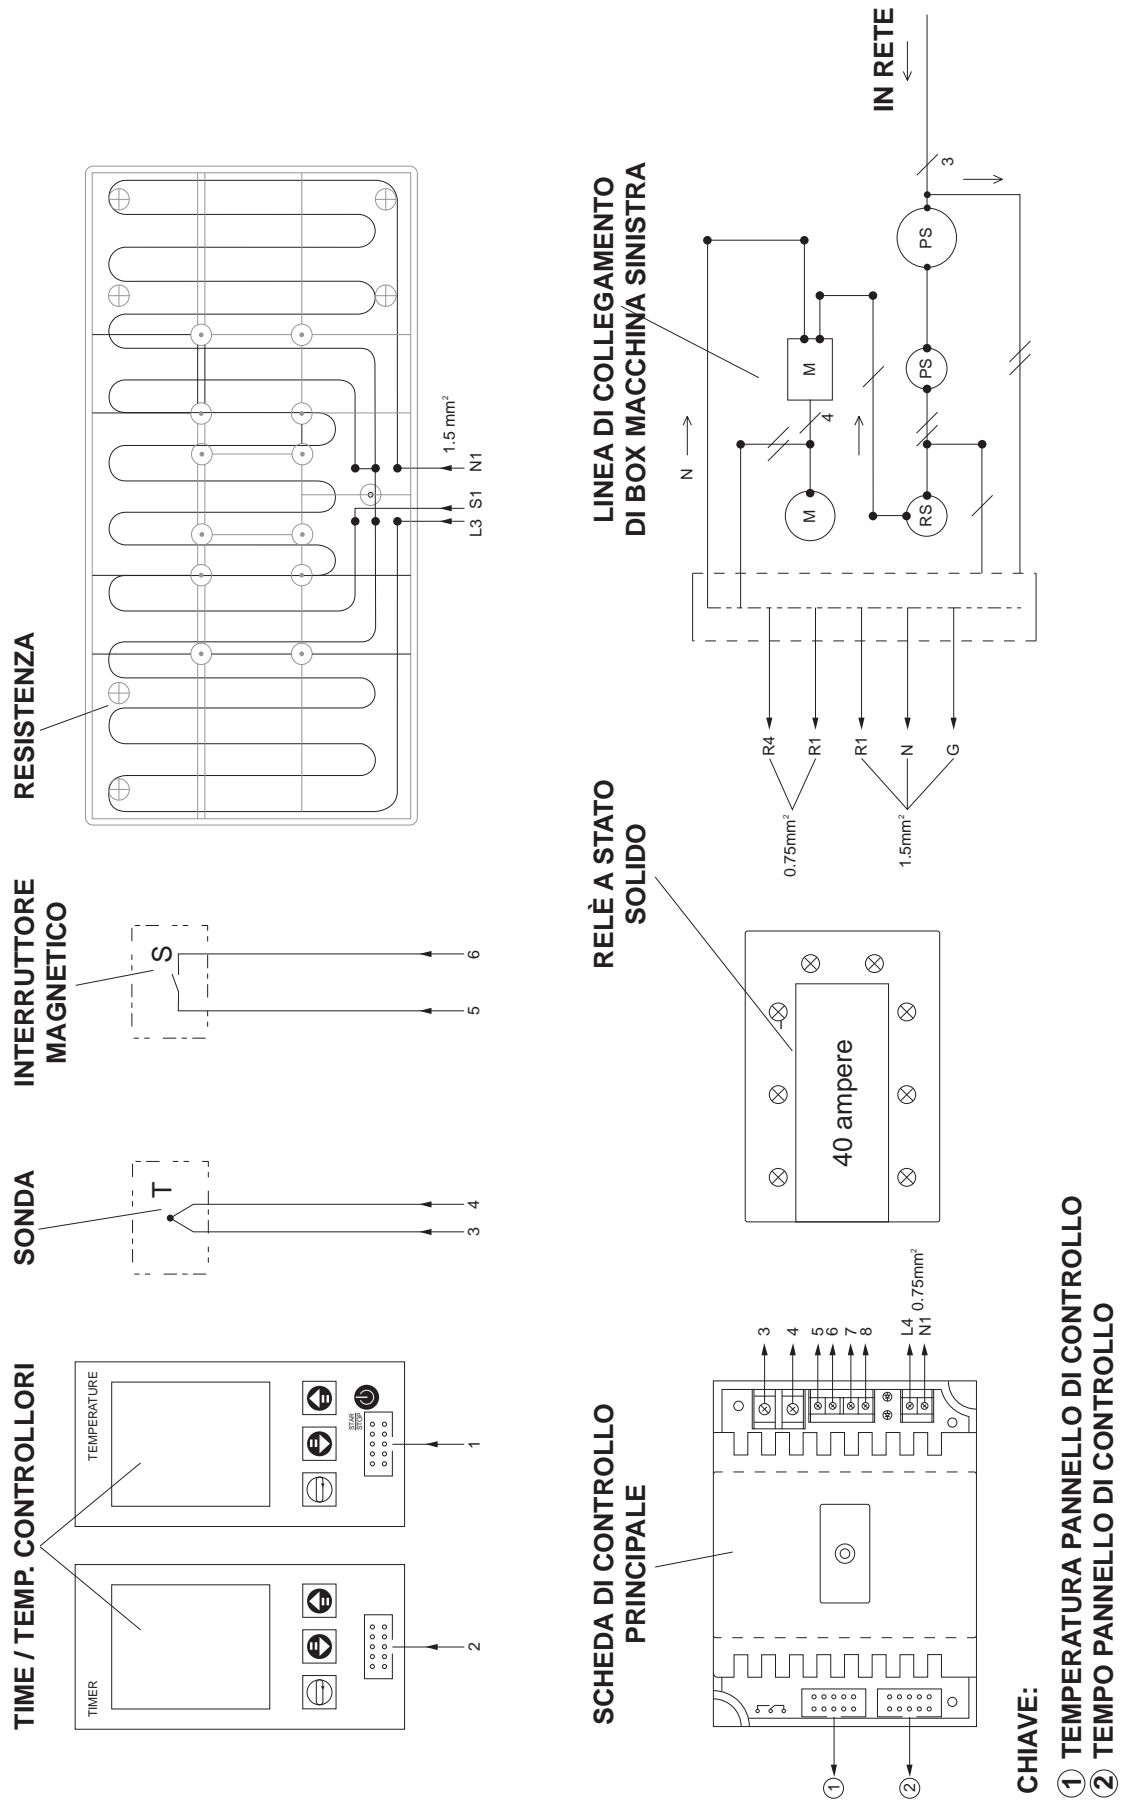 TIME / TEMP. CONTROLLORI
TIMER
2
TEMPERATURE
STAR
STOP
1
SONDA
T
3
4
INTERRUTTORE
MAGNETICO
S
5
6
RESISTENZA
L3
S1
N1
1.5 mm²
SCHEDA DI CONTROLLO
PRINCIPALE
1
2
3
4
5
6
7
8
L4
N1
0.75mm²
RELÈ A STATO
SOLIDO
40 ampere
LINEA DI COLLEGAMENTO
DI BOX MACCHINA SINISTRA
0.75mm²
R4
R1
1.5mm²
R1
N
G
N
M
M
4
RS
PS
PS
3
IN RETE
CHIAVE:
1 TEMPERATURA PANNELLO DI CONTROLLO
2 TEMPO PANNELLO DI CONTROLLO